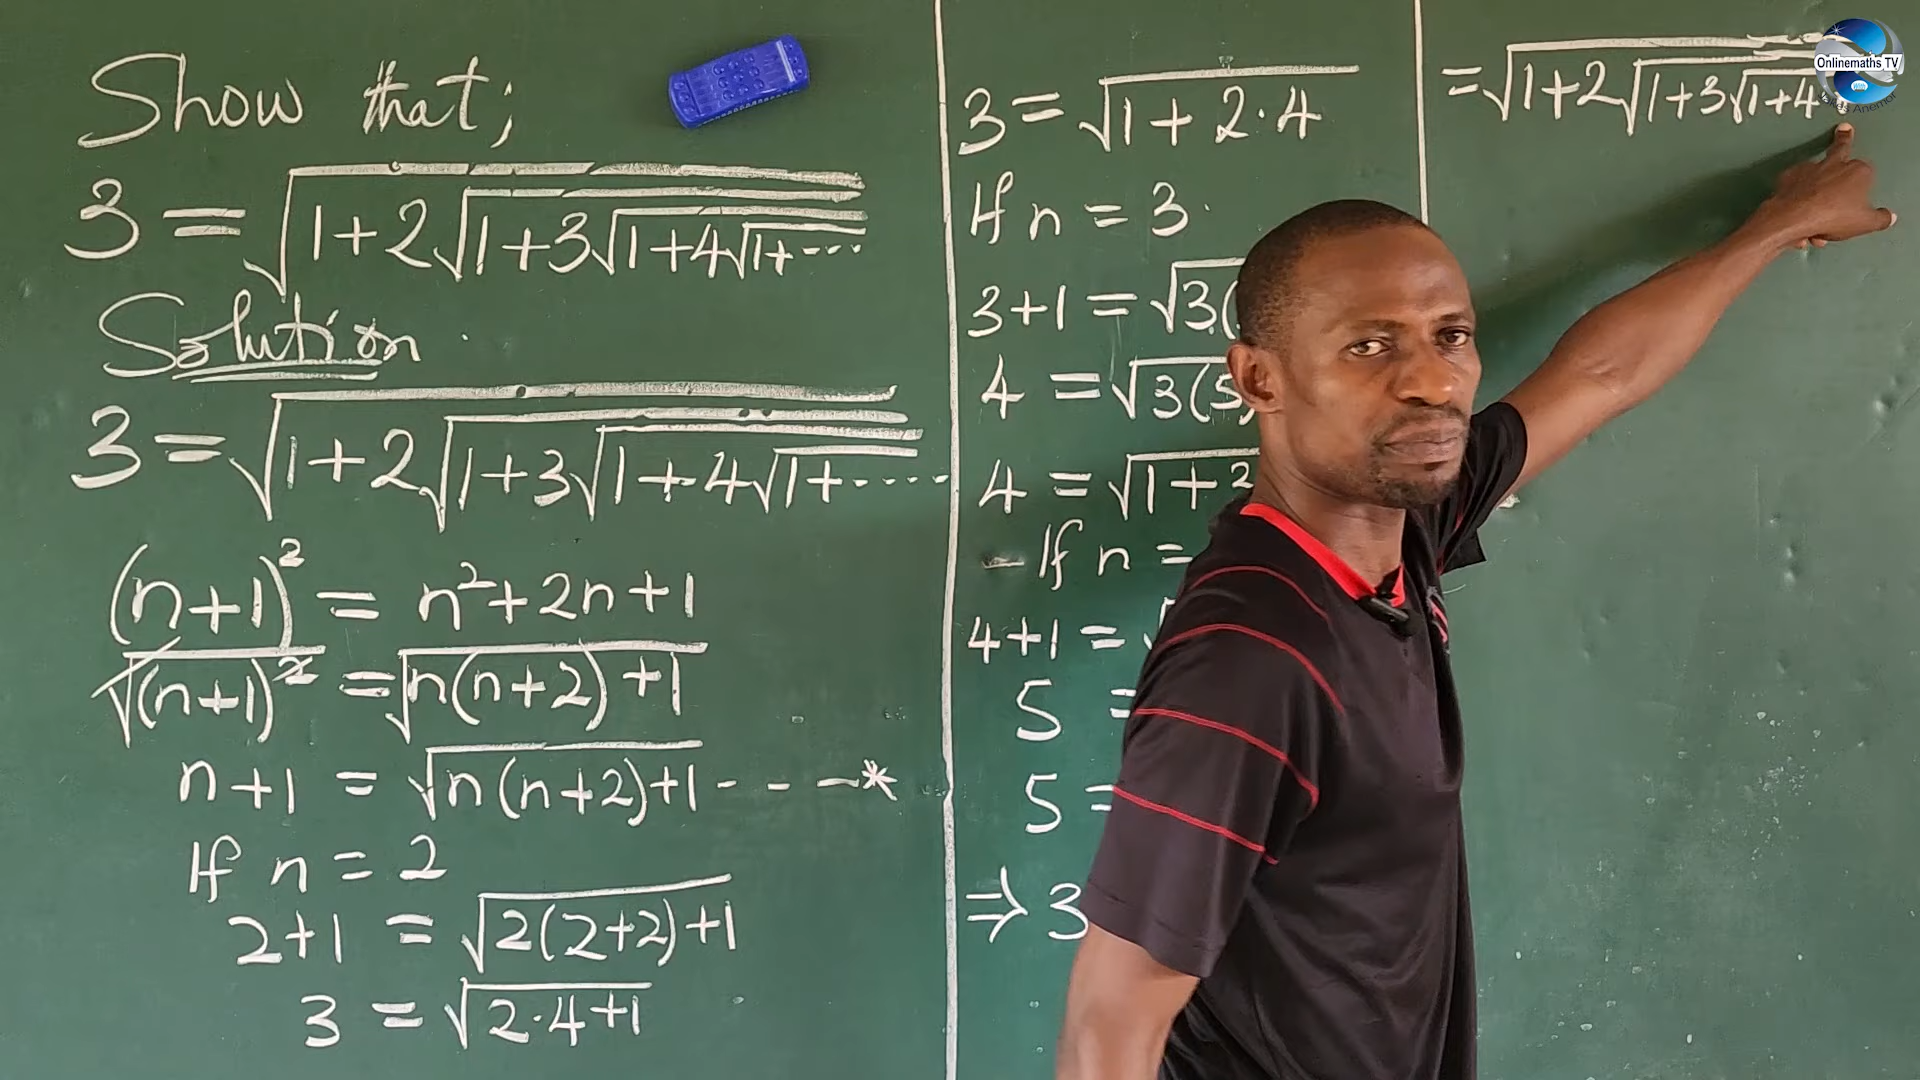 Show that;
3 = √1+2√1+3√1+4√1+...
Solution
3 = √1+2√1+3√1+4√1+....
(n+1)² = n²+2n+1
√(n+1)² = √n(n+2)+1
n+1 = √n(n+2)+1 - - - *
If n = 2
2+1 = √2(2+2)+1
3 = √2·4+1
3 = √1+2·4
If n = 3
3+1 = √3(
4 = √3(5)
4 = √1+
If n =
4+1 =
5 =
5 =
⇒ 3
= √1+2√1+3√1+4
Onlinemaths TV